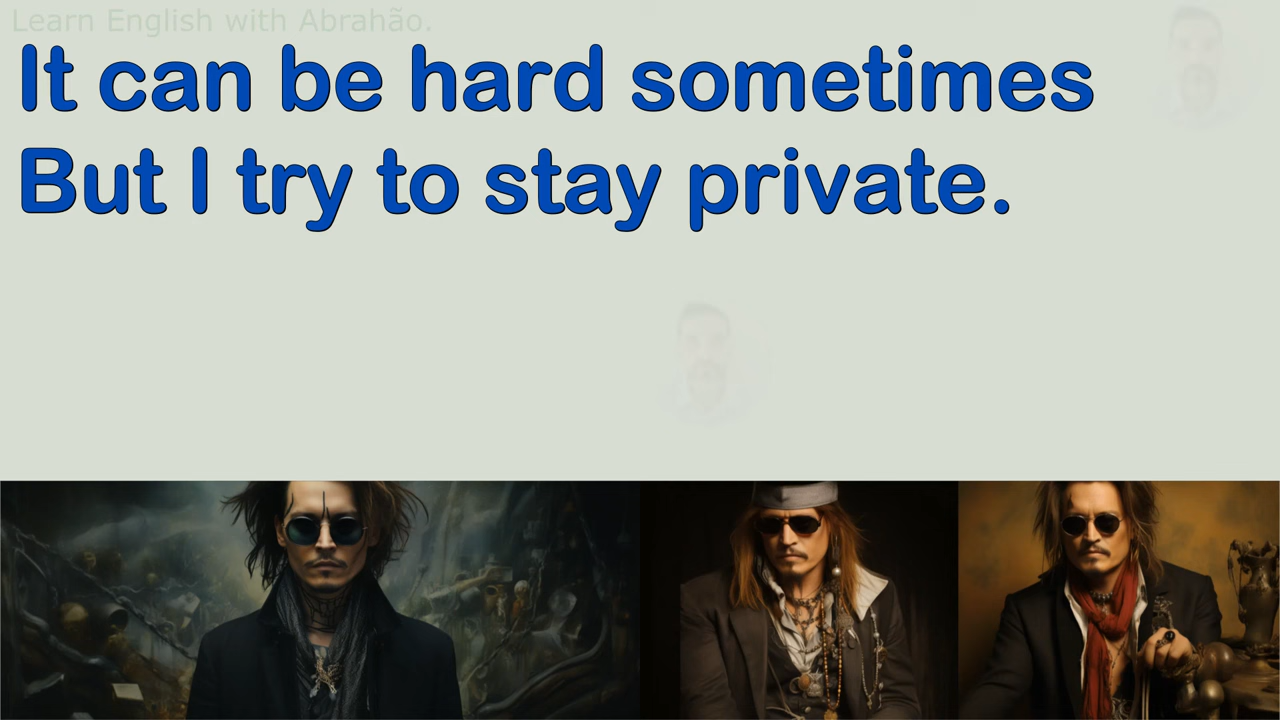 Learn English with Abrahão.
It can be hard sometimes
But I try to stay private.